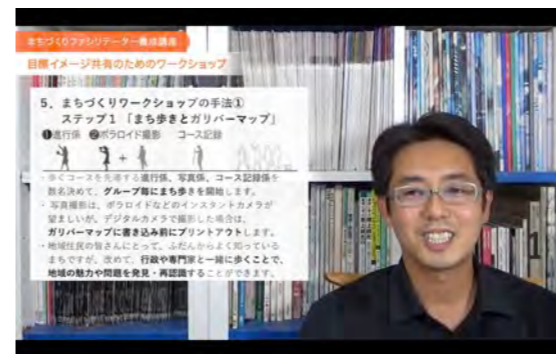 まちづくりファシリテーター養成講座
目標イメージ共有のためのワークショップ
5．まちづくりワークショップの手法①
ステップ1 「まち歩きとガリバーマップ」
❶進行係 ❷ポラロイド撮影 コース記録
・歩くコースを先導する進行係、写真係、コース記録係を
数名決めて、グループ毎にまち歩きを開始します。
・写真撮影は、ポラロイドなどのインスタントカメラが
望ましいが、デジタルカメラで撮影した場合は、
ガリバーマップに書き込み前にプリントアウトします。
・地域住民の皆さんにとって、ふだんからよく知っている
まちですが、改めて、行政や専門家と一緒に歩くことで、
地域の魅力や問題を発見・再認識することができます。